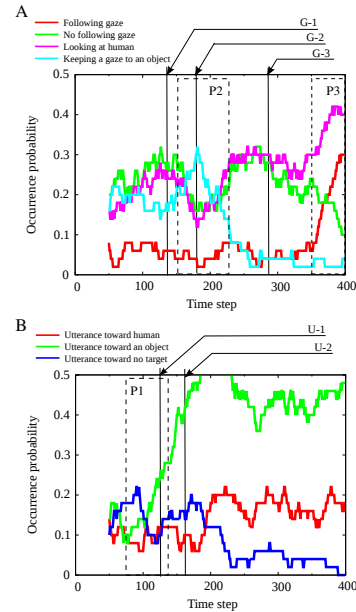 A
Following gaze
No following gaze
Looking at human
Keeping a gaze to an object
G-1
G-2
G-3
P2
P3
0.5
0.4
0.3
0.2
0.1
0
Occurrence probability
0 100 200 300 400
Time step
B
Utterance toward human
Utterance toward an object
Utterance toward no target
U-1
U-2
P1
0.5
0.4
0.3
0.2
0.1
0
Occurrence probability
0 100 200 300 400
Time step